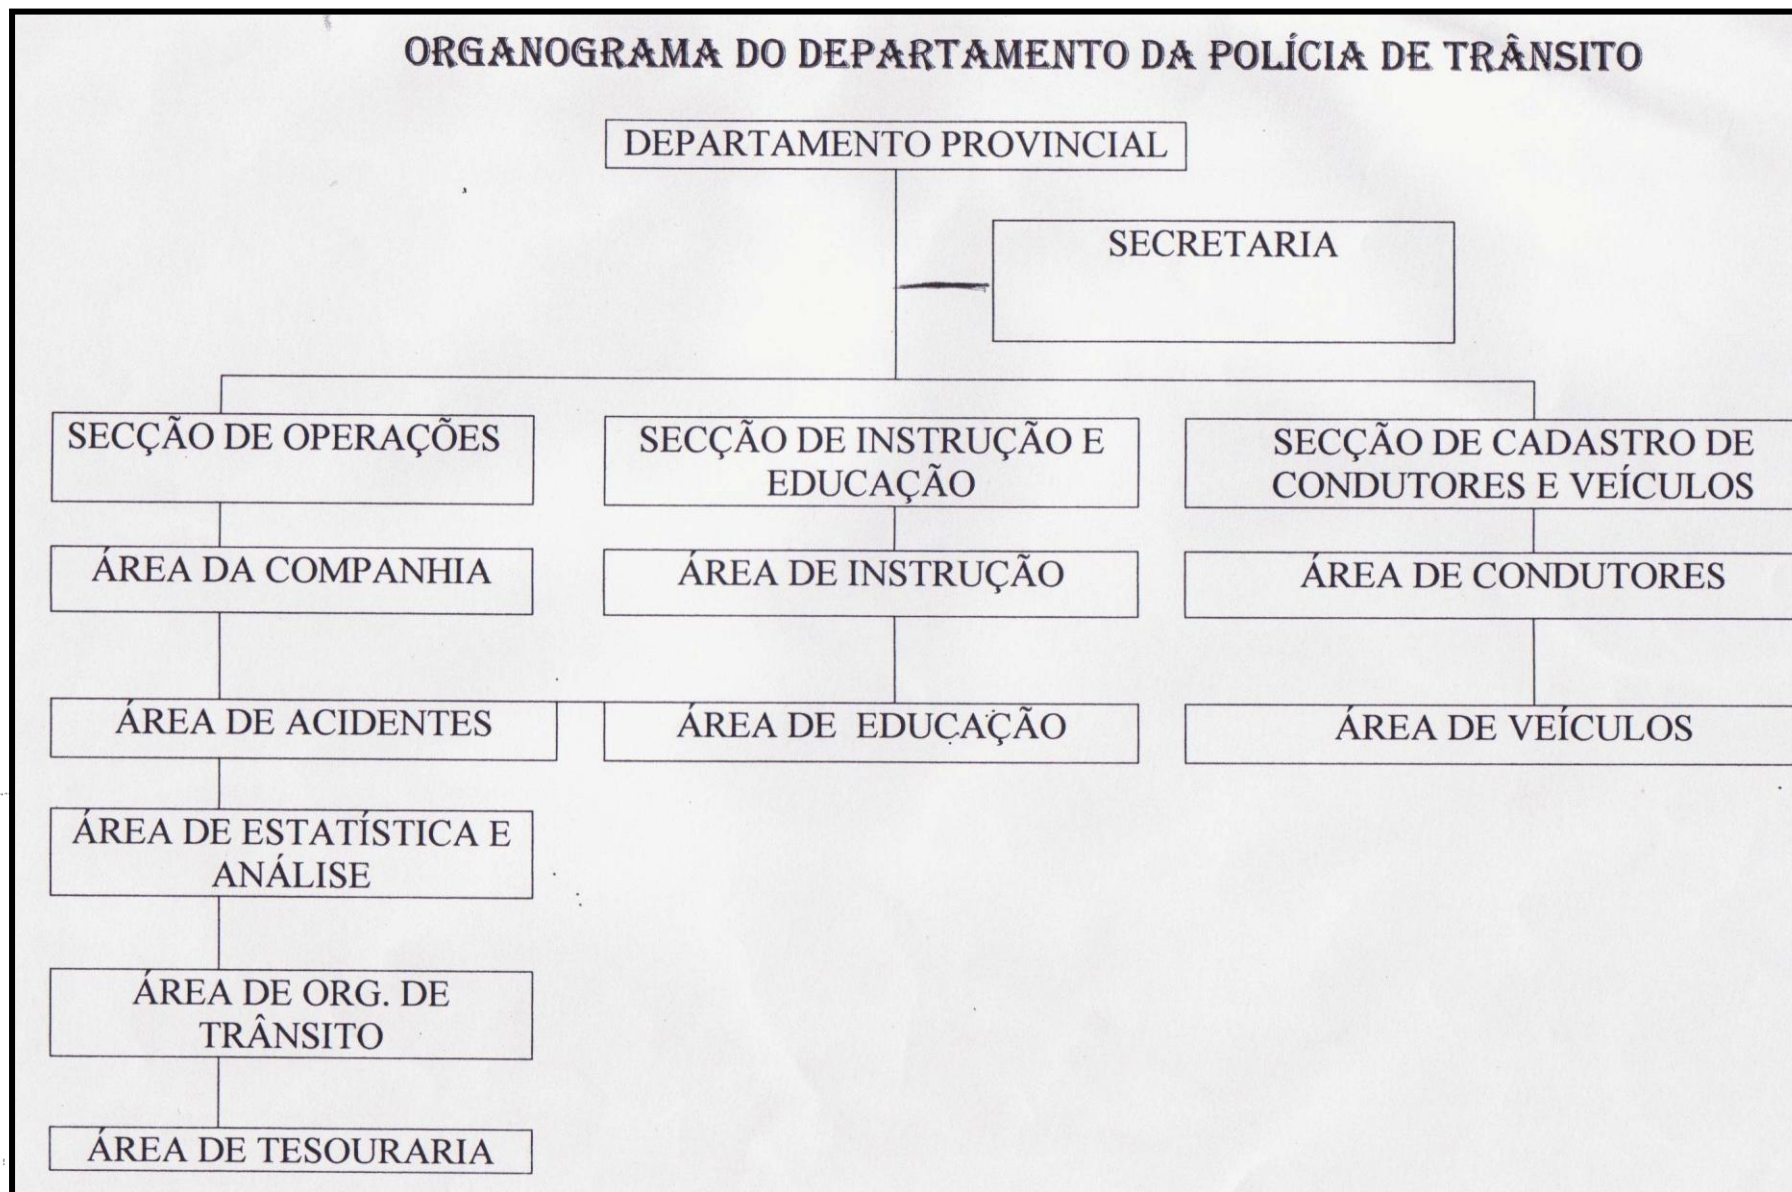 ORGANOGRAMA DO DEPARTAMENTO DA POLÍCIA DE TRÂNSITO
DEPARTAMENTO PROVINCIAL
SECRETARIA
SECÇÃO DE OPERAÇÕES
SECÇÃO DE INSTRUÇÃO E
EDUCAÇÃO
SECÇÃO DE CADASTRO DE
CONDUTORES E VEÍCULOS
ÁREA DA COMPANHIA
ÁREA DE INSTRUÇÃO
ÁREA DE CONDUTORES
ÁREA DE ACIDENTES
ÁREA DE EDUCAÇÃO
ÁREA DE VEÍCULOS
ÁREA DE ESTATÍSTICA E
ANÁLISE
ÁREA DE ORG. DE
TRÂNSITO
ÁREA DE TESOURARIA